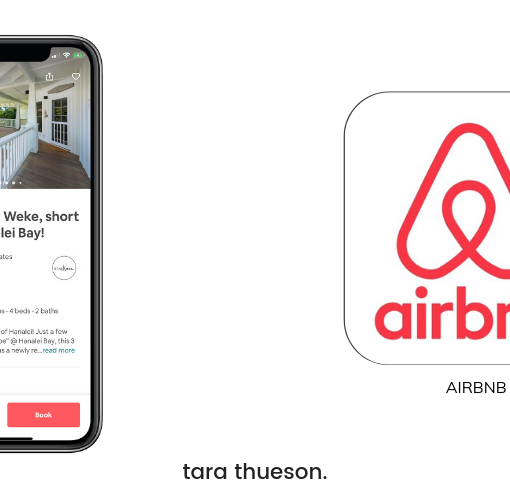 Weke, short
lei Bay!
ates
s · 4 beds · 2 baths
of Hanalei! Just a few
@ Hanalei Bay, this 3
as a newly re...read more
Book
airbn
AIRBNB
tara thueson.